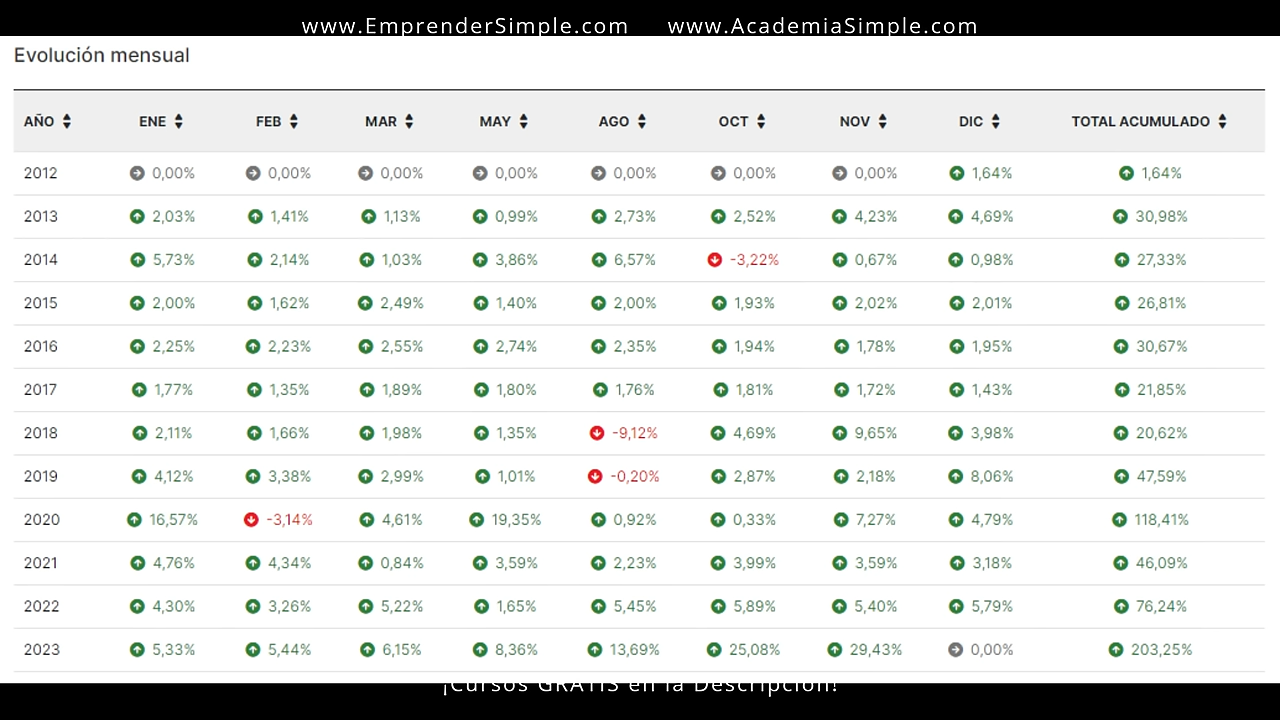 www.EmprenderSimple.com www.AcademiaSimple.com
Evolución mensual
AÑO ENE FEB MAR MAY AGO OCT NOV DIC TOTAL ACUMULADO
2012 0,00% 0,00% 0,00% 0,00% 0,00% 0,00% 0,00% 1,64% 1,64%
2013 2,03% 1,41% 1,13% 0,99% 2,73% 2,52% 4,23% 4,69% 30,98%
2014 5,73% 2,14% 1,03% 3,86% 6,57% -3,22% 0,67% 0,98% 27,33%
2015 2,00% 1,62% 2,49% 1,40% 2,00% 1,93% 2,02% 2,01% 26,81%
2016 2,25% 2,23% 2,55% 2,74% 2,35% 1,94% 1,78% 1,95% 30,67%
2017 1,77% 1,35% 1,89% 1,80% 1,76% 1,81% 1,72% 1,43% 21,85%
2018 2,11% 1,66% 1,98% 1,35% -9,12% 4,69% 9,65% 3,98% 20,62%
2019 4,12% 3,38% 2,99% 1,01% -0,20% 2,87% 2,18% 8,06% 47,59%
2020 16,57% -3,14% 4,61% 19,35% 0,92% 0,33% 7,27% 4,79% 118,41%
2021 4,76% 4,34% 0,84% 3,59% 2,23% 3,99% 3,59% 3,18% 46,09%
2022 4,30% 3,26% 5,22% 1,65% 5,45% 5,89% 5,40% 5,79% 76,24%
2023 5,33% 5,44% 6,15% 8,36% 13,69% 25,08% 29,43% 0,00% 203,25%
¡Cursos GRATIS en la Descripción!